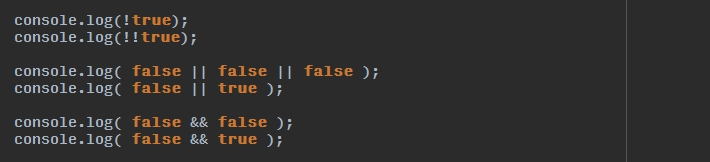 console.log(!true);
console.log(!!true);
console.log( false || false || false );
console.log( false || true );
console.log( false && false );
console.log( false && true );